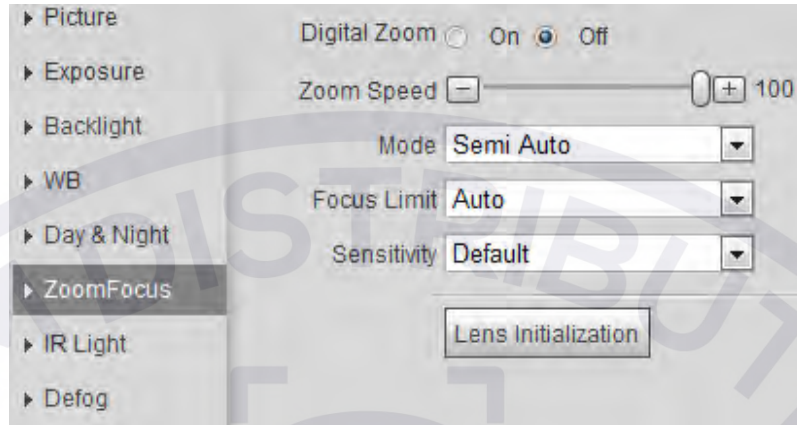 Picture
Exposure
Backlight
WB
Day & Night
ZoomFocus
IR Light
Defog
Digital Zoom On Off
Zoom Speed - + 100
Mode Semi Auto
Focus Limit Auto
Sensitivity Default
Lens Initialization
DISTRIBUT